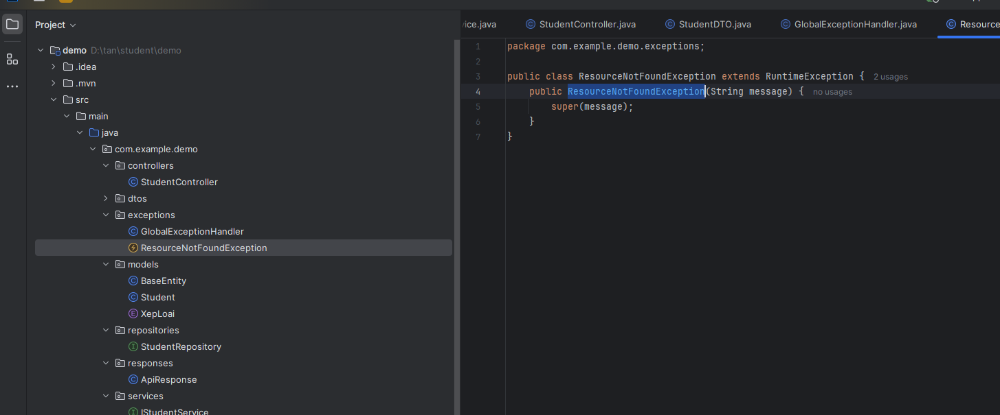 Project
demo D:\tan\student\demo
.idea
.mvn
src
main
java
com.example.demo
controllers
StudentController
dtos
exceptions
GlobalExceptionHandler
ResourceNotFoundException
models
BaseEntity
Student
XepLoai
repositories
StudentRepository
responses
ApiResponse
services
IStudentService
ice.java StudentController.java StudentDTO.java GlobalExceptionHandler.java Resource
1 package com.example.demo.exceptions;
2
3 public class ResourceNotFoundException extends RuntimeException { 2 usages
4 public ResourceNotFoundException(String message) { no usages
5 super(message);
6 }
7 }